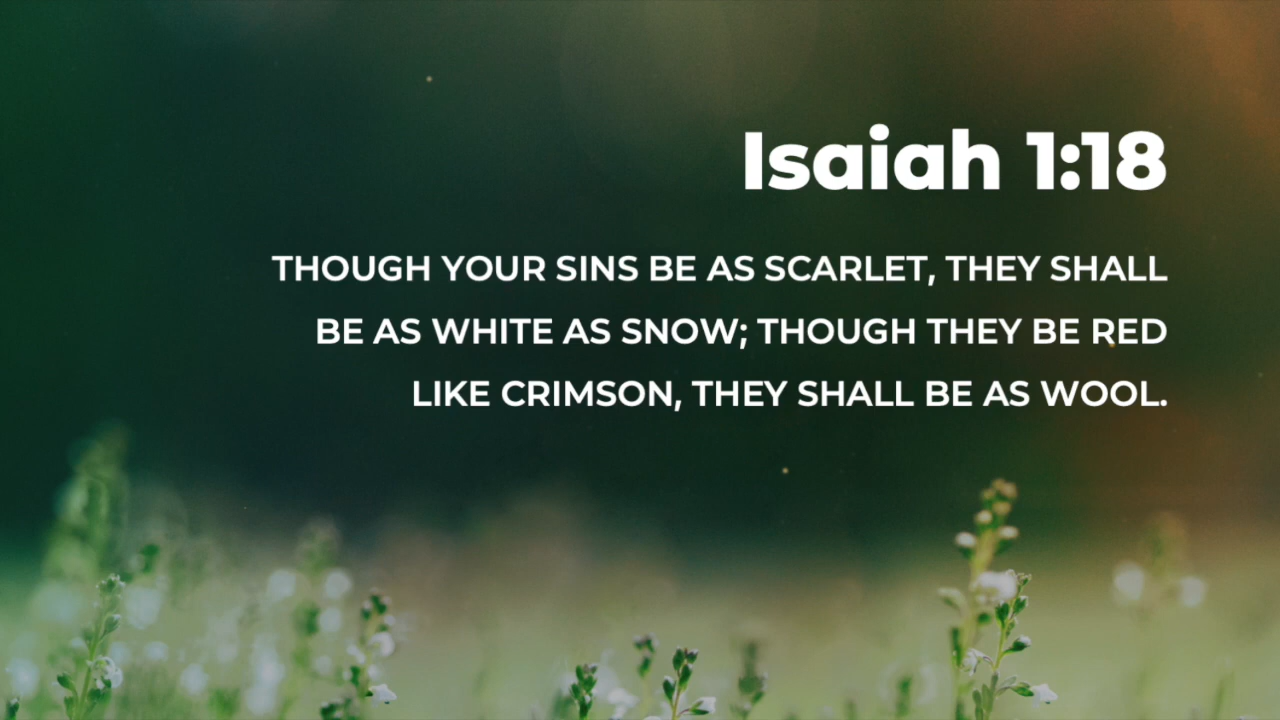 Isaiah 1:18
THOUGH YOUR SINS BE AS SCARLET, THEY SHALL
BE AS WHITE AS SNOW; THOUGH THEY BE RED
LIKE CRIMSON, THEY SHALL BE AS WOOL.